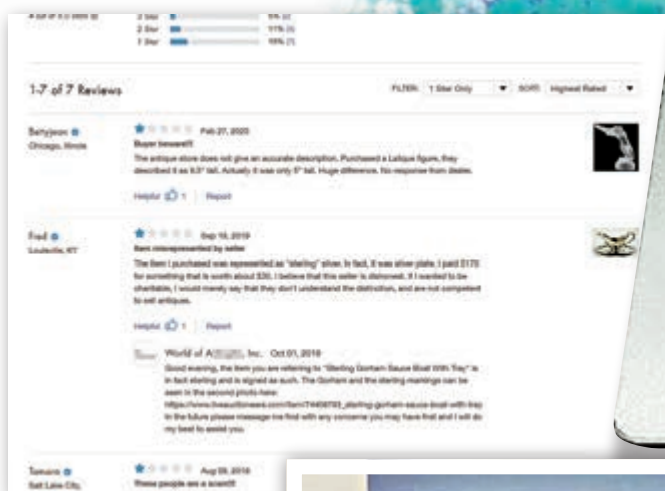 3 Star
2 Star 11%
1 Star
1-7 of 7 Reviews
FILTER: 1 Star Only SORT: Highest Rated
Bettyjean Feb 27, 2020
Chicago, Illinois Buyer beware!!!
The antique store does not give an accurate description. Purchased a Lalique figure, they
described it as 9.5" tall. Actually it was only 5" tall. Huge difference. No response from dealer.
Helpful 1 Report
Fred Sep 19, 2019
Louisville, KY Item misrepresented by seller
The item I purchased was represented as "sterling" silver. In fact, it was silver plate. I paid $175
for something that is worth about $20. I believe that this seller is dishonest. If I wanted to be
charitable, I would merely say that they don't understand the distinction, and are not competent
to sell antiques.
Helpful 1 Report
World of Inc. Oct 01, 2019
Good evening, the item you are referring to "Sterling Gorham Sauce Boat With Tray" is
in fact sterling and is signed as such. The Gorham and the sterling markings can be
seen in the second photo here:
In the future please message me first with any concerns you may have first and I will do
my best to assist you.
Tamara Aug 09, 2019
Salt Lake City, These people are a scam!!!